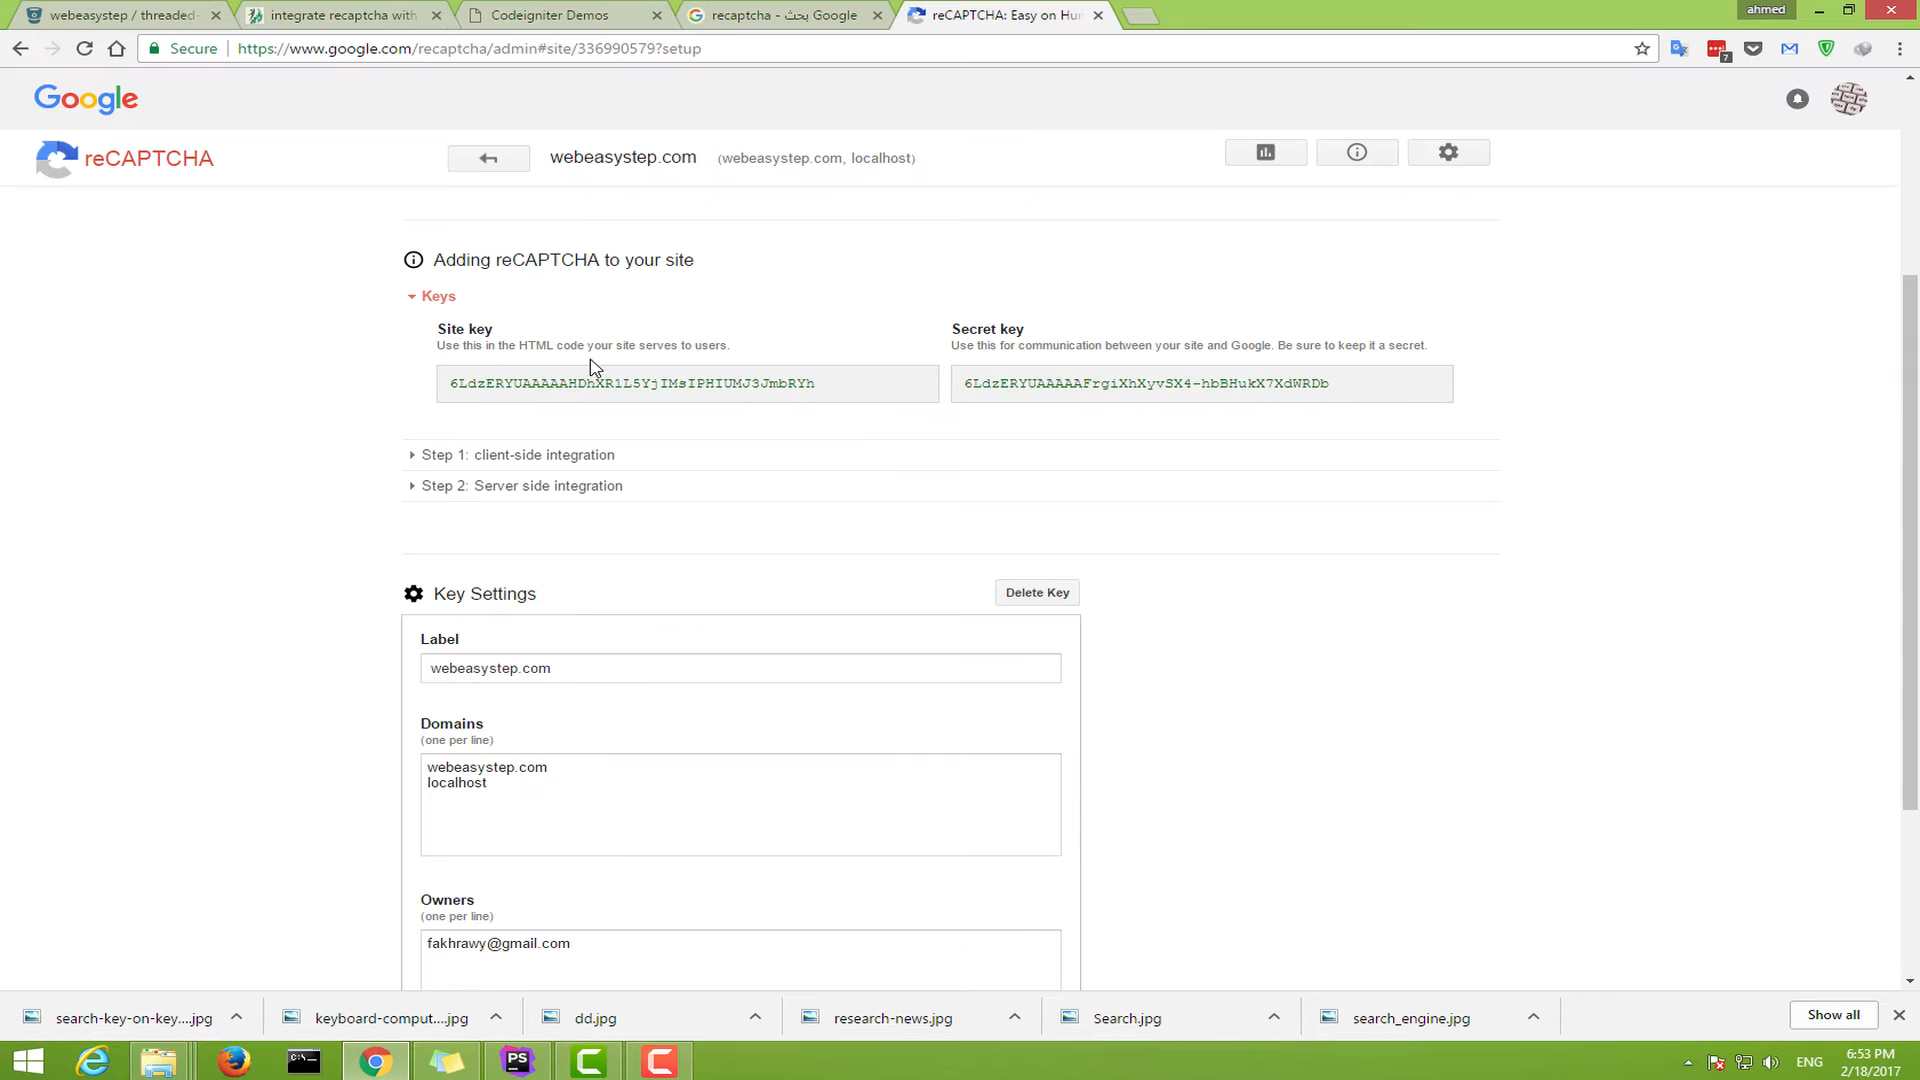 webeasystep / threaded-
integrate recaptcha with
Codeigniter Demos
recaptcha - بحث Google
reCAPTCHA: Easy on Hum
ahmed
Secure
https://www.google.com/recaptcha/admin#site/336990579?setup
7
Google
reCAPTCHA
webeasystep.com (webeasystep.com, localhost)
Adding reCAPTCHA to your site
Keys
Site key
Use this in the HTML code your site serves to users.
6LdzERYUAAAAAHDhXR1L5YjIMsIPHIUMJ3JmbRYh
Secret key
Use this for communication between your site and Google. Be sure to keep it a secret.
6LdzERYUAAAAAFrgiXhXyvSX4-hbBHukX7XdWRDb
Step 1: client-side integration
Step 2: Server side integration
Key Settings
Delete Key
Label
webeasystep.com
Domains
(one per line)
webeasystep.com
localhost
Owners
(one per line)
fakhrawy@gmail.com
search-key-on-key....jpg
keyboard-comput....jpg
dd.jpg
research-news.jpg
Search.jpg
search_engine.jpg
Show all
C:\_
PS
ENG
6:53 PM
2/18/2017